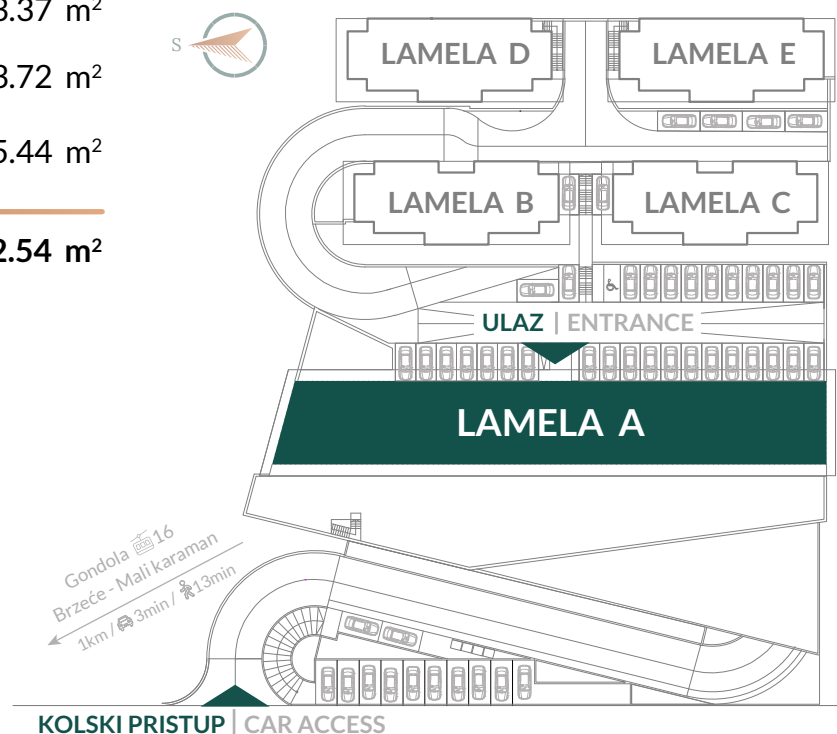 3.37 m²
3.72 m²
5.44 m²
2.54 m²
S
LAMELA D
LAMELA E
LAMELA B
LAMELA C
ULAZ | ENTRANCE
LAMELA A
Gondola 16
Brzeće - Mali karaman
1km / 3min / 13min
KOLSKI PRISTUP | CAR ACCESS